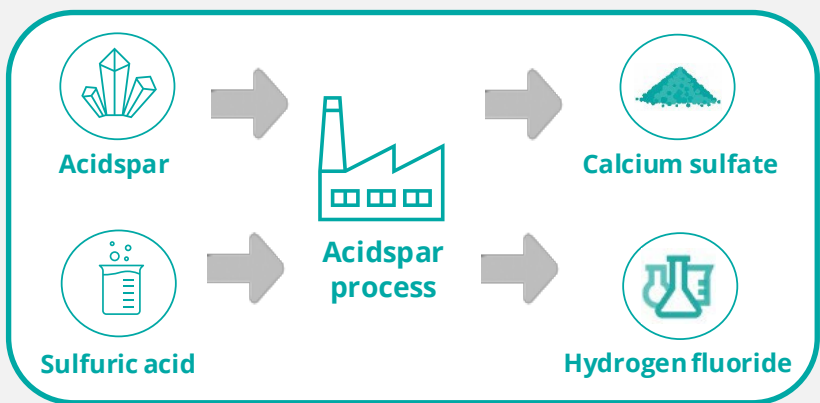 Acidspar
Calcium sulfate
Acidspar
process
Sulfuric acid
Hydrogen fluoride